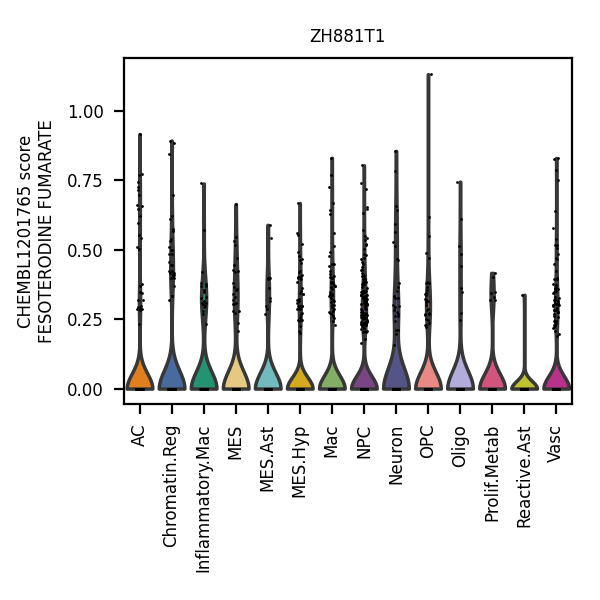 ZH881T1
CHEMBL1201765 score
FESOTERODINE FUMARATE
1.00
0.75
0.50
0.25
0.00
AC
Chromatin.Reg
Inflammatory.Mac
MES
MES.Ast
MES.Hyp
Mac
NPC
Neuron
OPC
Oligo
Prolif.Metab
Reactive.Ast
Vasc